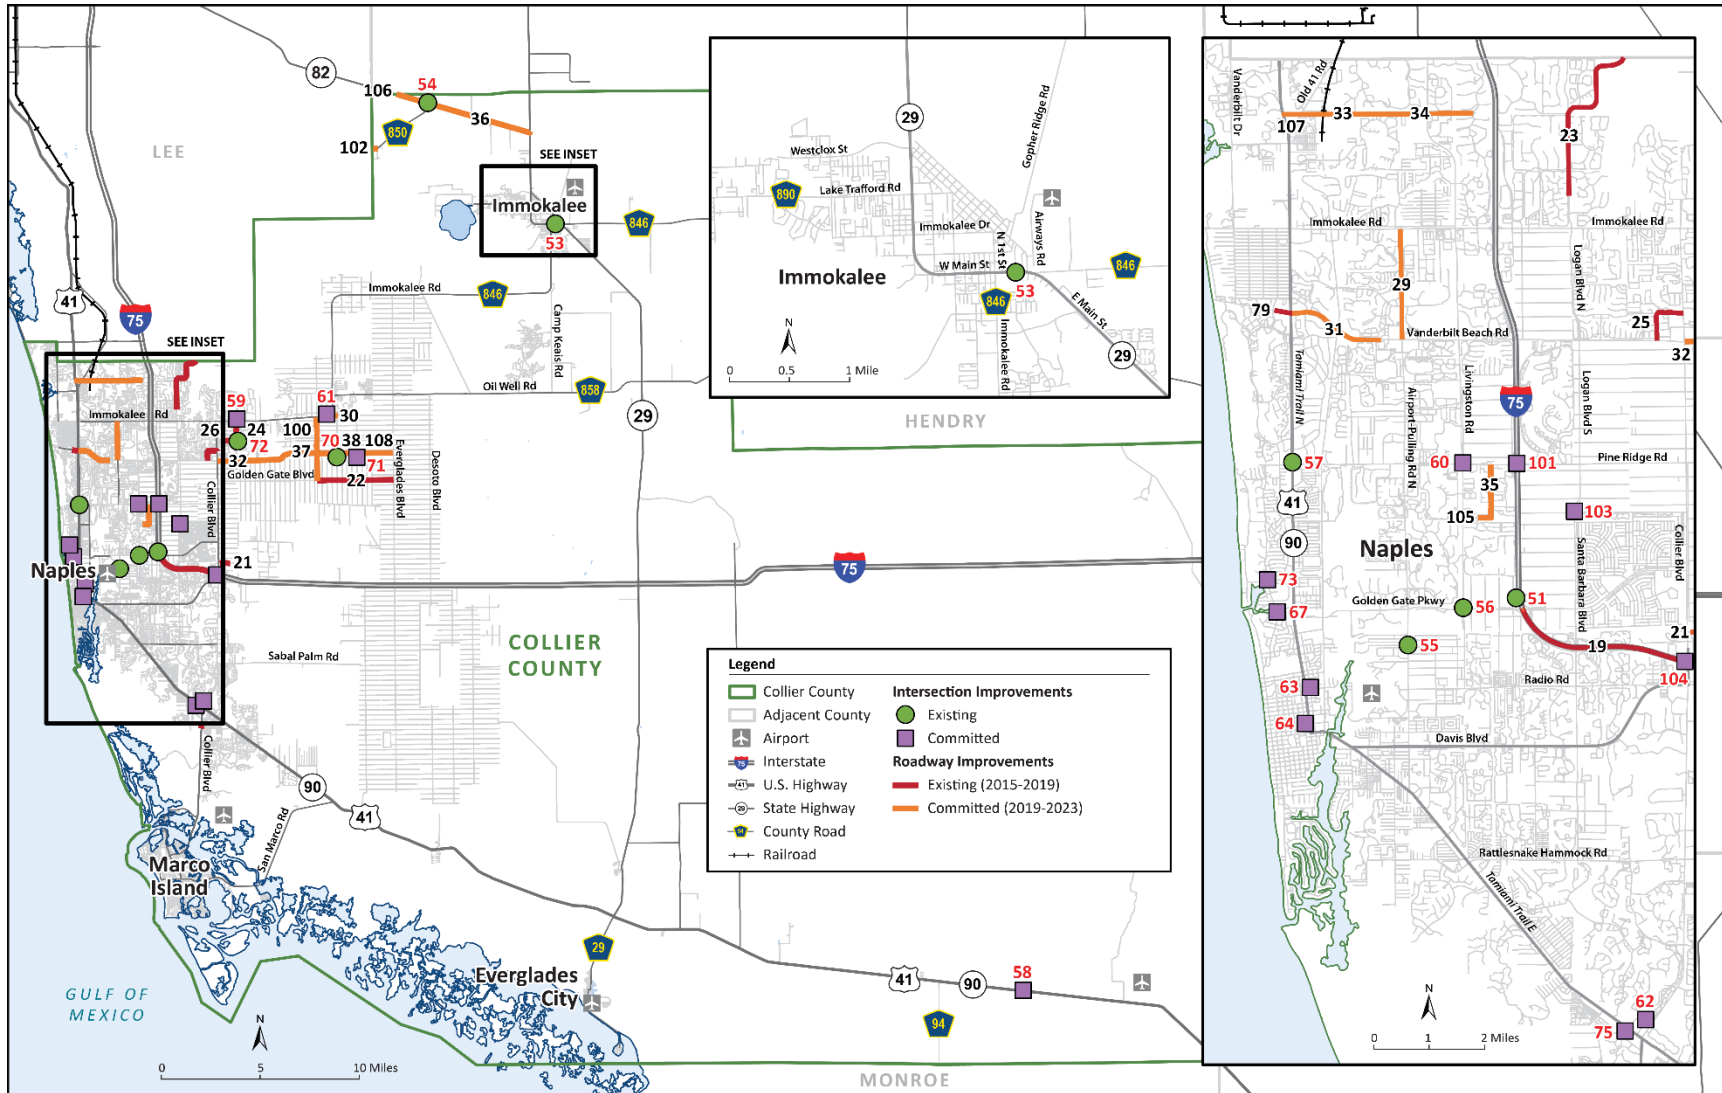 82
54
106
36
850
102
LEE
SEE INSET
Immokalee
846
53
41
75
SEE INSET
Immokalee Rd
846
Camp Keais Rd
Oil Well Rd
858
29
Immokalee Rd
59
61
30
26
24
100
72
70
38
108
37
71
32
Golden Gate Blvd
22
Everglades Blvd
Desoto Blvd
Collier Blvd
21
Naples
75
COLLIER
COUNTY
Sabal Palm Rd
Collier Blvd
90
41
San Marco Rd
Marco
Island
29
Everglades
City
41
90
58
94
GULF OF
MEXICO
N
0
5
10 Miles
MONROE
HENDRY
29
Gopher Ridge Rd
Westclox St
890
Lake Trafford Rd
Immokalee Dr
N 1st St
Airways Rd
W Main St
846
Immokalee
53
846
E Main St
Immokalee Rd
29
N
0
0.5
1 Mile
Legend
Collier County
Adjacent County
Airport
75
Interstate
41
U.S. Highway
29
State Highway
County Road
Railroad
Intersection Improvements
Existing
Committed
Roadway Improvements
Existing (2015-2019)
Committed (2019-2023)
Vanderbilt Dr
Old 41 Rd
107
33
34
23
Immokalee Rd
Immokalee Rd
Logan Blvd N
29
79
31
Vanderbilt Beach Rd
25
32
Tamiami Trail N
Airport-Pulling Rd N
Livingston Rd
75
Logan Blvd S
57
60
101
Pine Ridge Rd
41
35
105
103
90
Naples
Santa Barbara Blvd
Collier Blvd
73
67
Golden Gate Pkwy
56
51
55
19
21
63
Radio Rd
104
64
Davis Blvd
Rattlesnake Hammock Rd
Tamiami Trail E
N
62
75
0
1
2 Miles